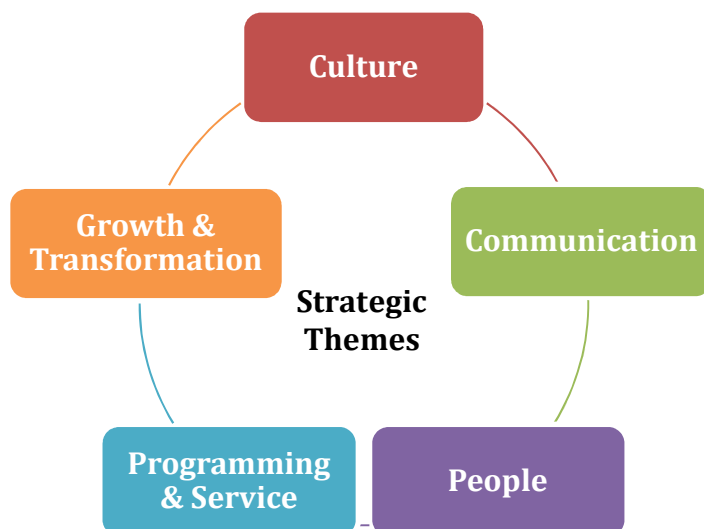 Culture
Growth &
Transformation
Communication
Strategic
Themes
Programming
& Service
People